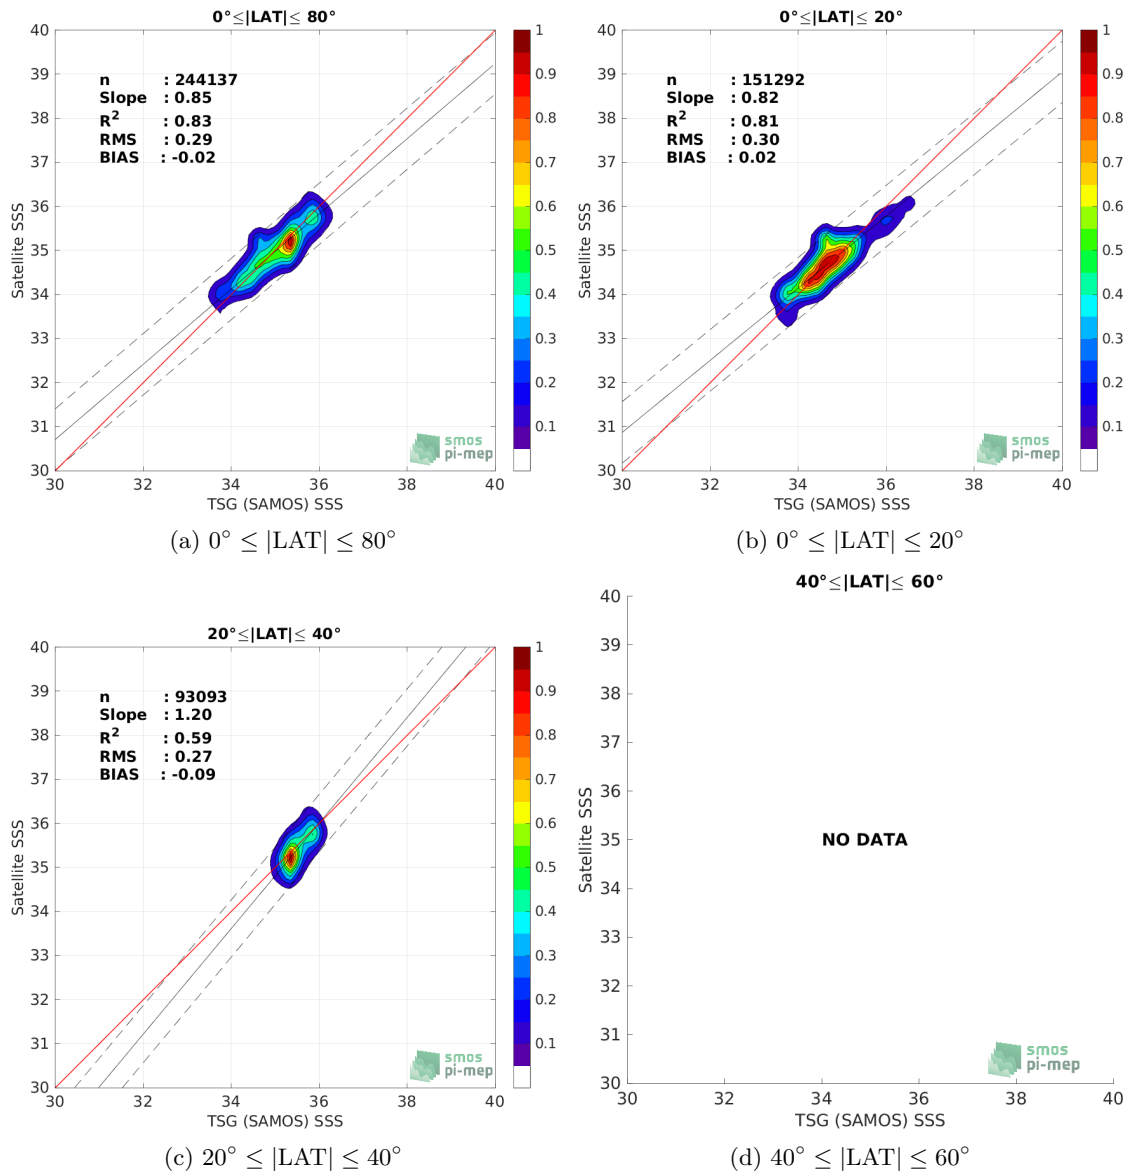 0°≤|LAT|≤ 80°
40
39
38
37
36
35
34
33
32
31
30
30
32
34
36
38
40
Satellite SSS
TSG (SAMOS) SSS
n : 244137
Slope : 0.85
R² : 0.83
RMS : 0.29
BIAS : -0.02
1
0.9
0.8
0.7
0.6
0.5
0.4
0.3
0.2
0.1
smos
pi-mep
(a) 0° ≤ |LAT| ≤ 80°
0°≤|LAT|≤ 20°
40
39
38
37
36
35
34
33
32
31
30
30
32
34
36
38
40
Satellite SSS
TSG (SAMOS) SSS
n : 151292
Slope : 0.82
R² : 0.81
RMS : 0.30
BIAS : 0.02
1
0.9
0.8
0.7
0.6
0.5
0.4
0.3
0.2
0.1
smos
pi-mep
(b) 0° ≤ |LAT| ≤ 20°
20°≤|LAT|≤ 40°
40
39
38
37
36
35
34
33
32
31
30
30
32
34
36
38
40
Satellite SSS
TSG (SAMOS) SSS
n : 93093
Slope : 1.20
R² : 0.59
RMS : 0.27
BIAS : -0.09
1
0.9
0.8
0.7
0.6
0.5
0.4
0.3
0.2
0.1
smos
pi-mep
(c) 20° ≤ |LAT| ≤ 40°
40°≤|LAT|≤ 60°
40
39
38
37
36
35
34
33
32
31
30
30
32
34
36
38
40
Satellite SSS
TSG (SAMOS) SSS
NO DATA
smos
pi-mep
(d) 40° ≤ |LAT| ≤ 60°